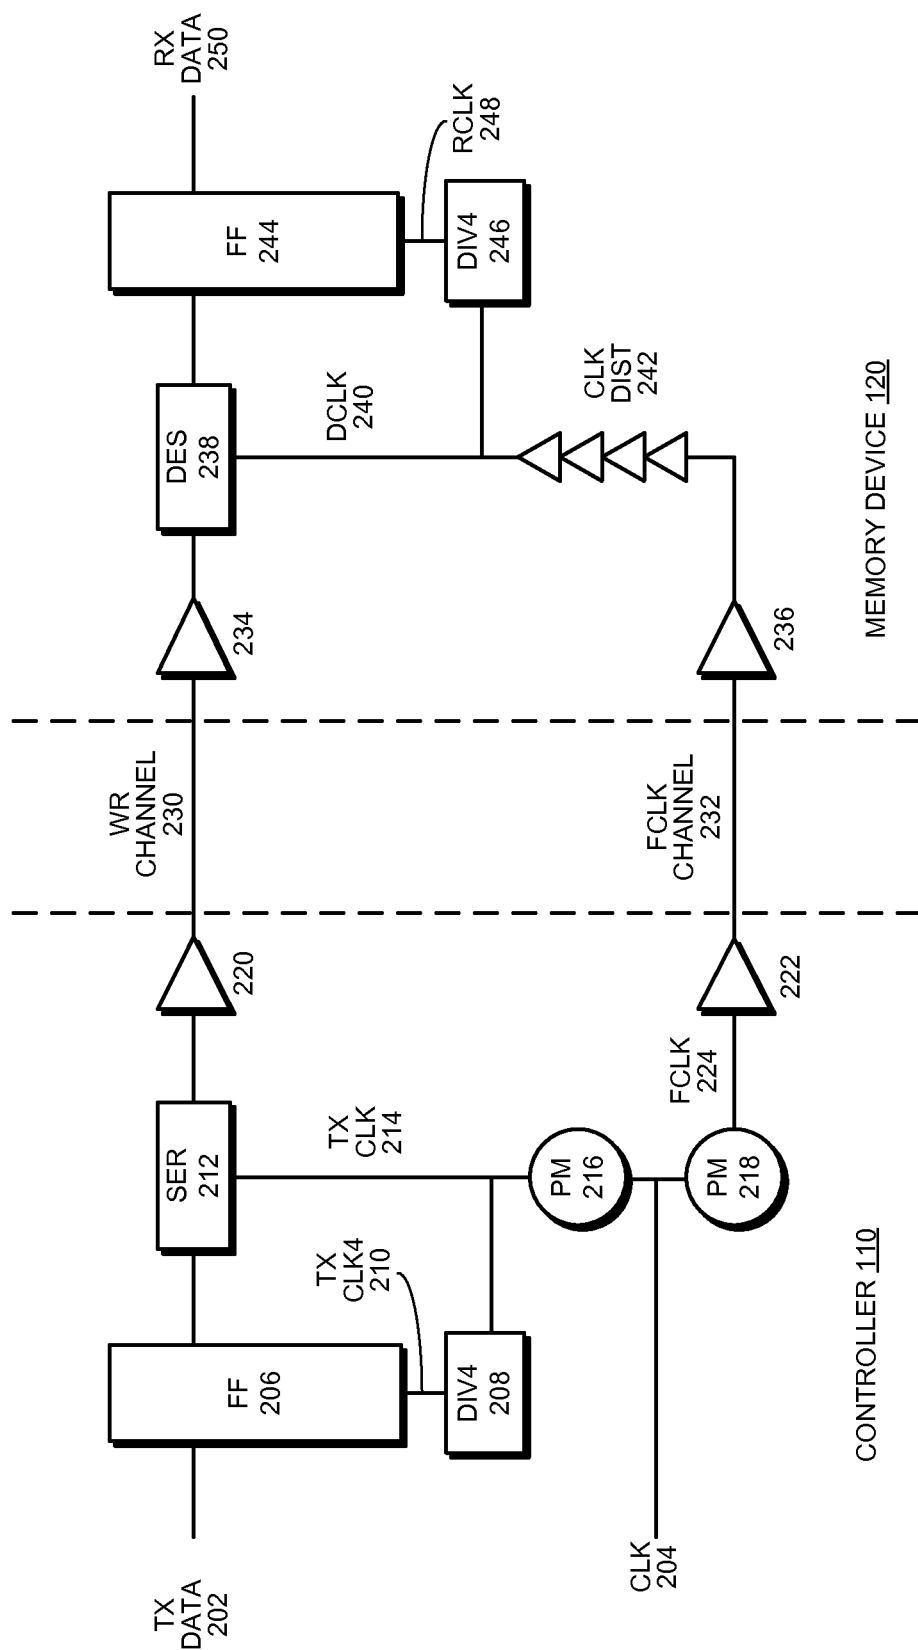 TX
DATA
202
FF
206
TX
CLK4
210
DIV4
208
SER
212
TX
CLK
214
PM
216
CLK
204
PM
218
FCLK
224
220
222
CONTROLLER 110
WR
CHANNEL
230
FCLK
CHANNEL
232
234
236
DES
238
DCLK
240
CLK
DIST
242
FF
244
DIV4
246
RCLK
248
RX
DATA
250
MEMORY DEVICE 120